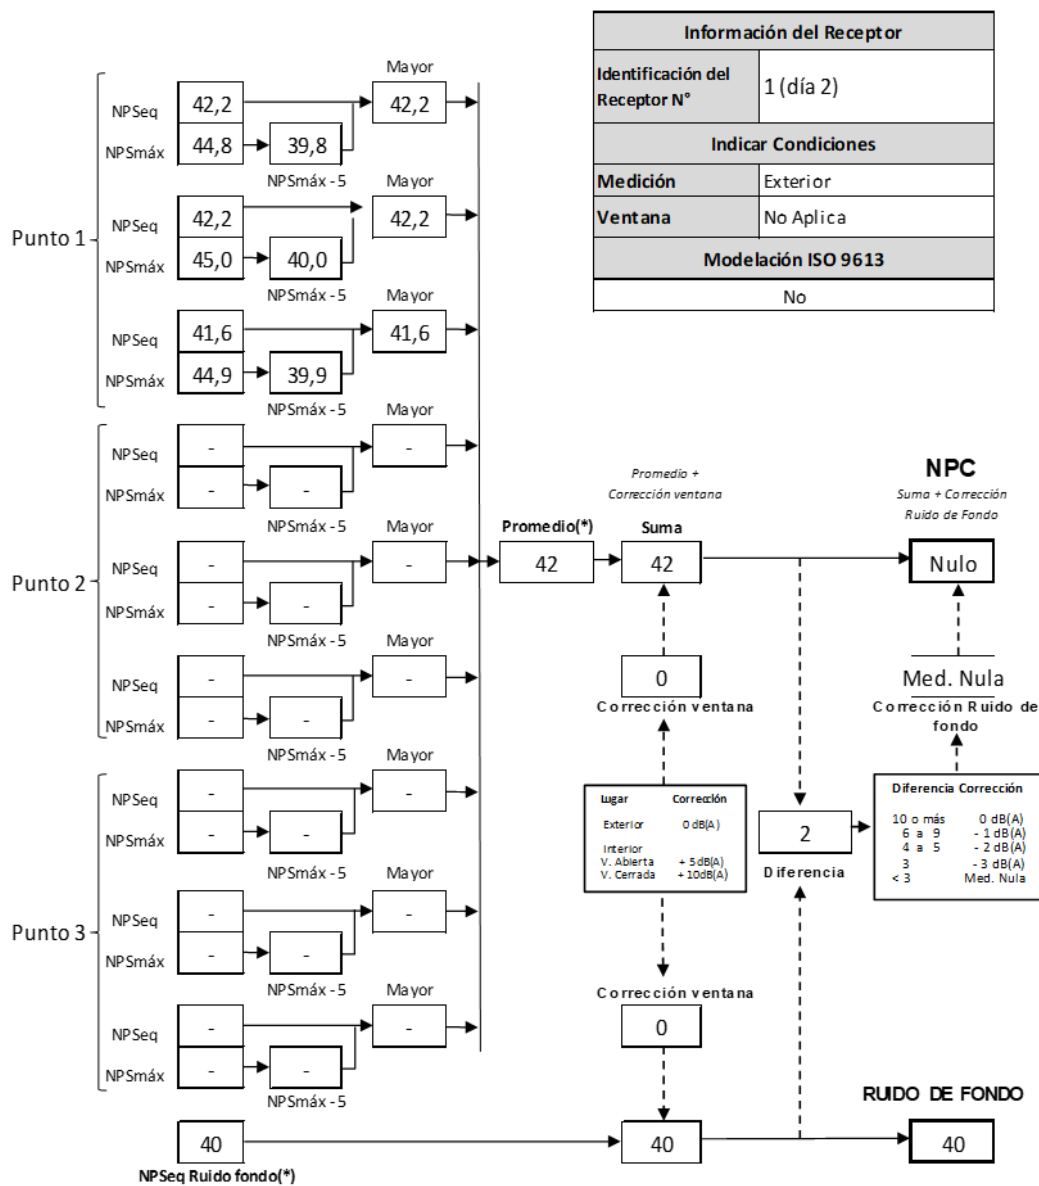 Información del Receptor
Identificación del
Receptor N°
1 (día 2)
Indicar Condiciones
Medición
Exterior
Ventana
No Aplica
Modelación ISO 9613
No
Punto 1
Mayor
NPSeq
42,2
42,2
NPSmáx
44,8
39,8
NPSmáx - 5
Mayor
NPSeq
42,2
42,2
NPSmáx
45,0
40,0
NPSmáx - 5
Mayor
NPSeq
41,6
41,6
NPSmáx
44,9
39,9
NPSmáx - 5
Punto 2
Mayor
NPSeq
-
-
NPSmáx
-
-
NPSmáx - 5
Mayor
NPSeq
-
-
NPSmáx
-
-
NPSmáx - 5
Mayor
NPSeq
-
-
NPSmáx
-
-
NPSmáx - 5
Punto 3
Mayor
NPSeq
-
-
NPSmáx
-
-
NPSmáx - 5
Mayor
NPSeq
-
-
NPSmáx
-
-
NPSmáx - 5
Mayor
NPSeq
-
-
NPSmáx
-
-
NPSmáx - 5
Promedio(*)
42
Promedio +
Corrección ventana
Suma
42
0
Corrección ventana
Lugar Corrección
Exterior 0 dB(A)
Interior
V. Abierta + 5dB(A)
V. Cerrada + 10dB(A)
Corrección ventana
0
NPC
Suma + Corrección
Ruido de Fondo
Nulo
Med. Nula
Corrección Ruido de
fondo
Diferencia Corrección
10 o más 0 dB(A)
6 a 9 - 1 dB(A)
4 a 5 - 2 dB(A)
3 - 3 dB(A)
< 3 Med. Nula
2
Diferencia
RUIDO DE FONDO
40
40
40
NPSeq Ruido fondo(*)